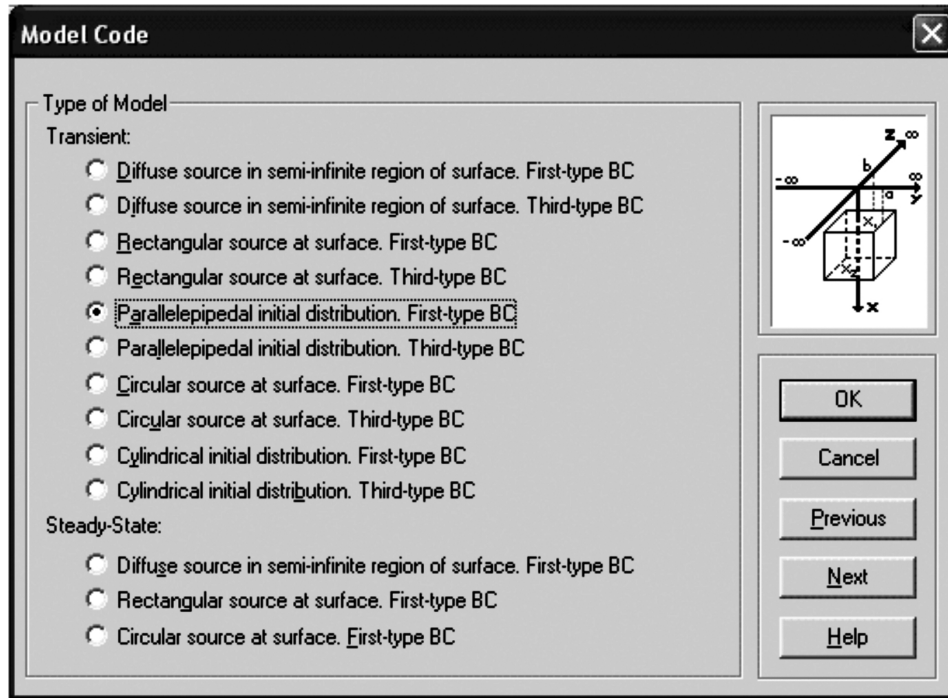 Model Code
Type of Model
Transient:
Diffuse source in semi-infinite region of surface. First-type BC
Diffuse source in semi-infinite region of surface. Third-type BC
Rectangular source at surface. First-type BC
Rectangular source at surface. Third-type BC
Parallelepipedal initial distribution. First-type BC
Parallelepipedal initial distribution. Third-type BC
Circular source at surface. First-type BC
Circular source at surface. Third-type BC
Cylindrical initial distribution. First-type BC
Cylindrical initial distribution. Third-type BC
Steady-State:
Diffuse source in semi-infinite region of surface. First-type BC
Rectangular source at surface. First-type BC
Circular source at surface. First-type BC
z ∞
b
-∞ ∞
a y
x₁
-∞
x₂
x
OK
Cancel
Previous
Next
Help